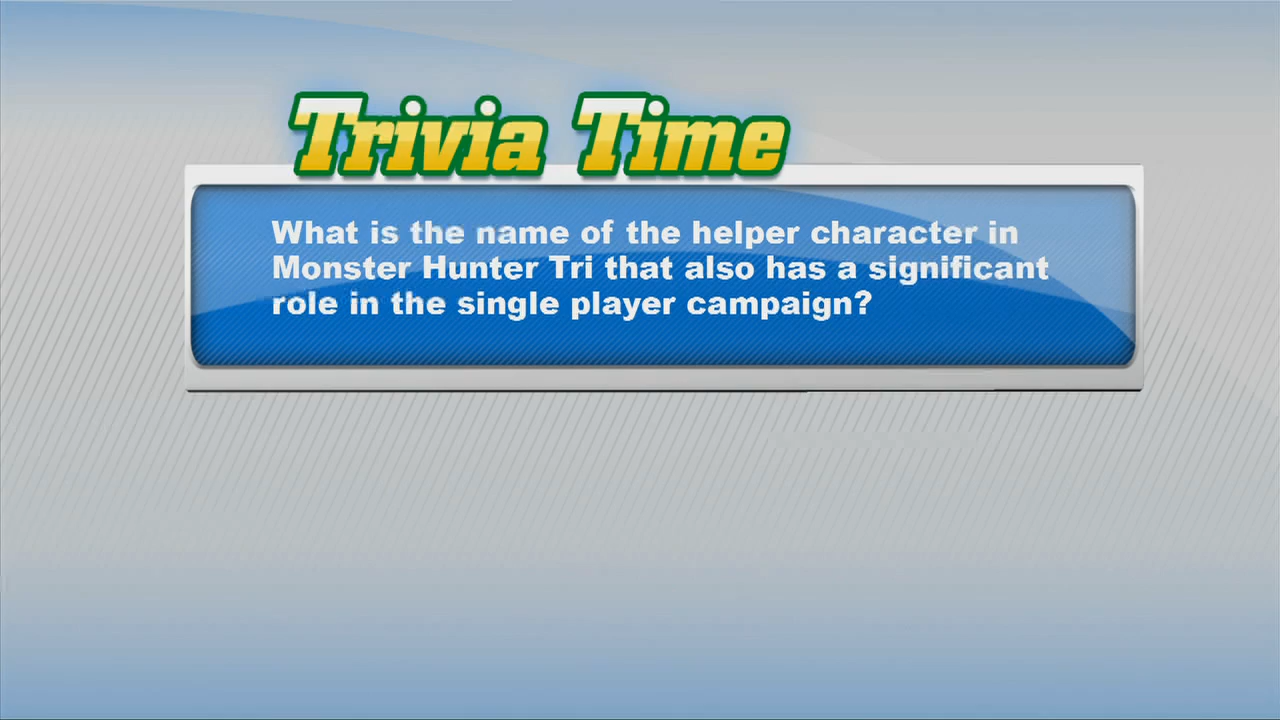 Trivia Time
What is the name of the helper character in
Monster Hunter Tri that also has a significant
role in the single player campaign?